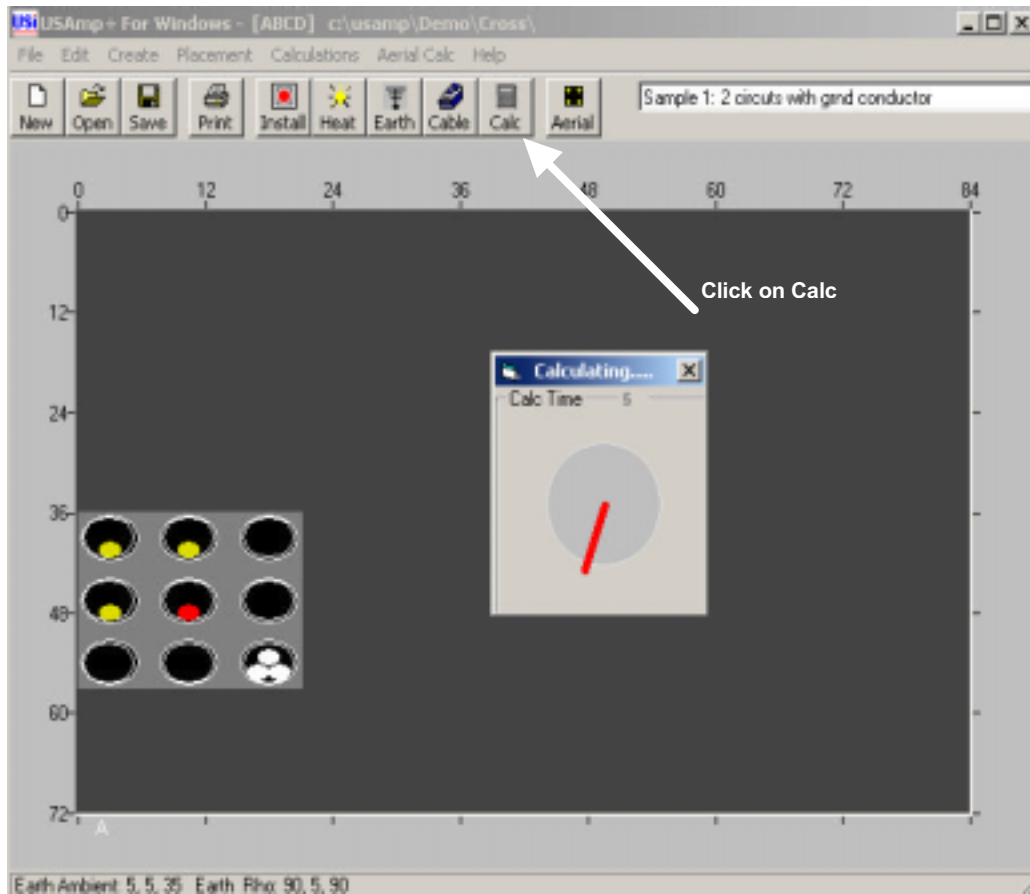 USi USAmp+ For Windows - [ABCD] c:\usamp\Demo\Cross\
File Edit Create Placement Calculations Aerial Calc Help
New Open Save Print Install Heat Earth Cable Calc Aerial
Sample 1: 2 circuts with grnd conductor
0 12 24 36 48 60 72 84
0
12
Click on Calc
Calculating....
24
Calc Time 5
36
48
60
72
A
Earth Ambient: 5, 5, 35 Earth Rho: 90, 5, 90